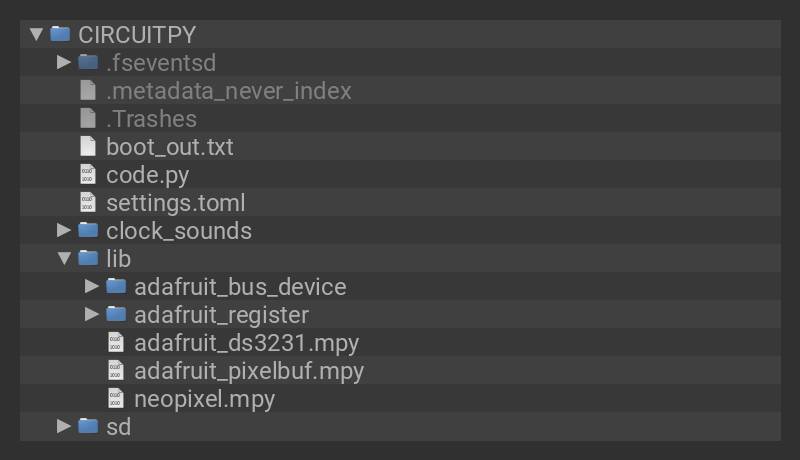 CIRCUITPY
.fseventsd
.metadata_never_index
.Trashes
boot_out.txt
code.py
settings.toml
clock_sounds
lib
adafruit_bus_device
adafruit_register
adafruit_ds3231.mpy
adafruit_pixelbuf.mpy
neopixel.mpy
sd